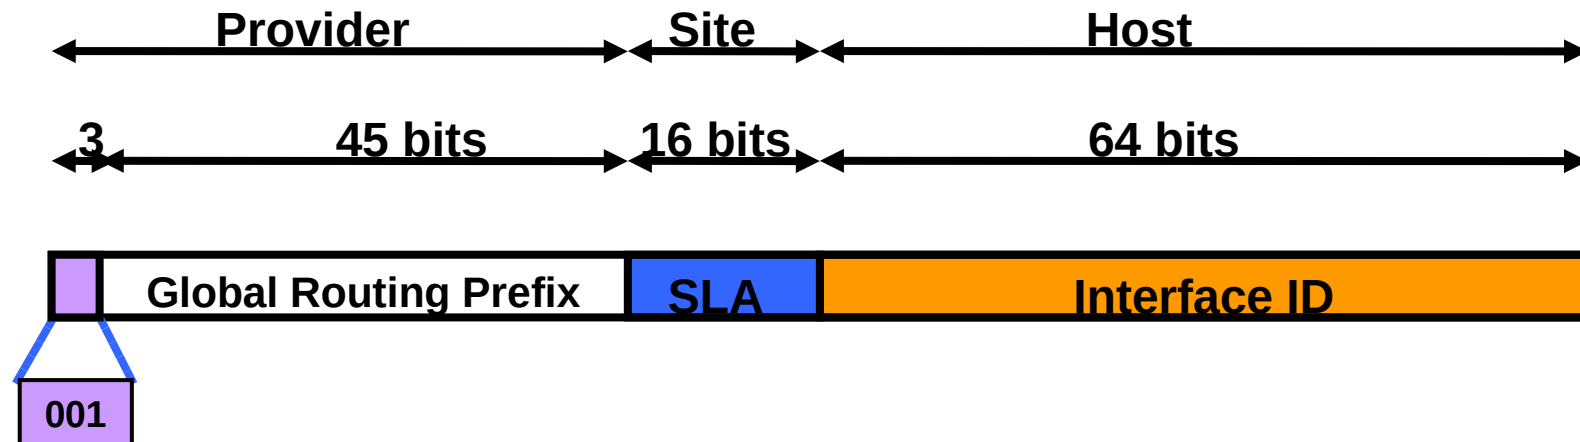 Provider Site Host
3 45 bits 16 bits 64 bits
Global Routing Prefix SLA Interface ID
001